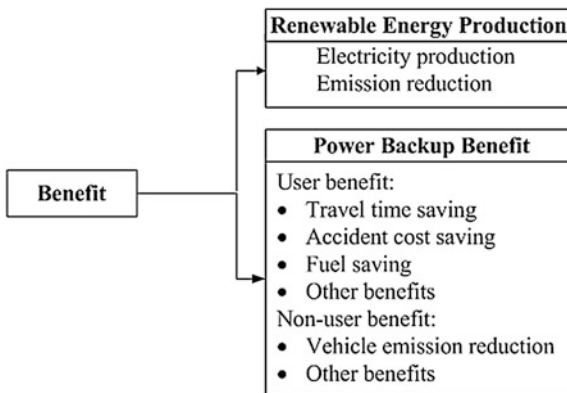 Renewable Energy Production
Electricity production
Emission reduction
Benefit
Power Backup Benefit
User benefit:
• Travel time saving
• Accident cost saving
• Fuel saving
• Other benefits
Non-user benefit:
• Vehicle emission reduction
• Other benefits